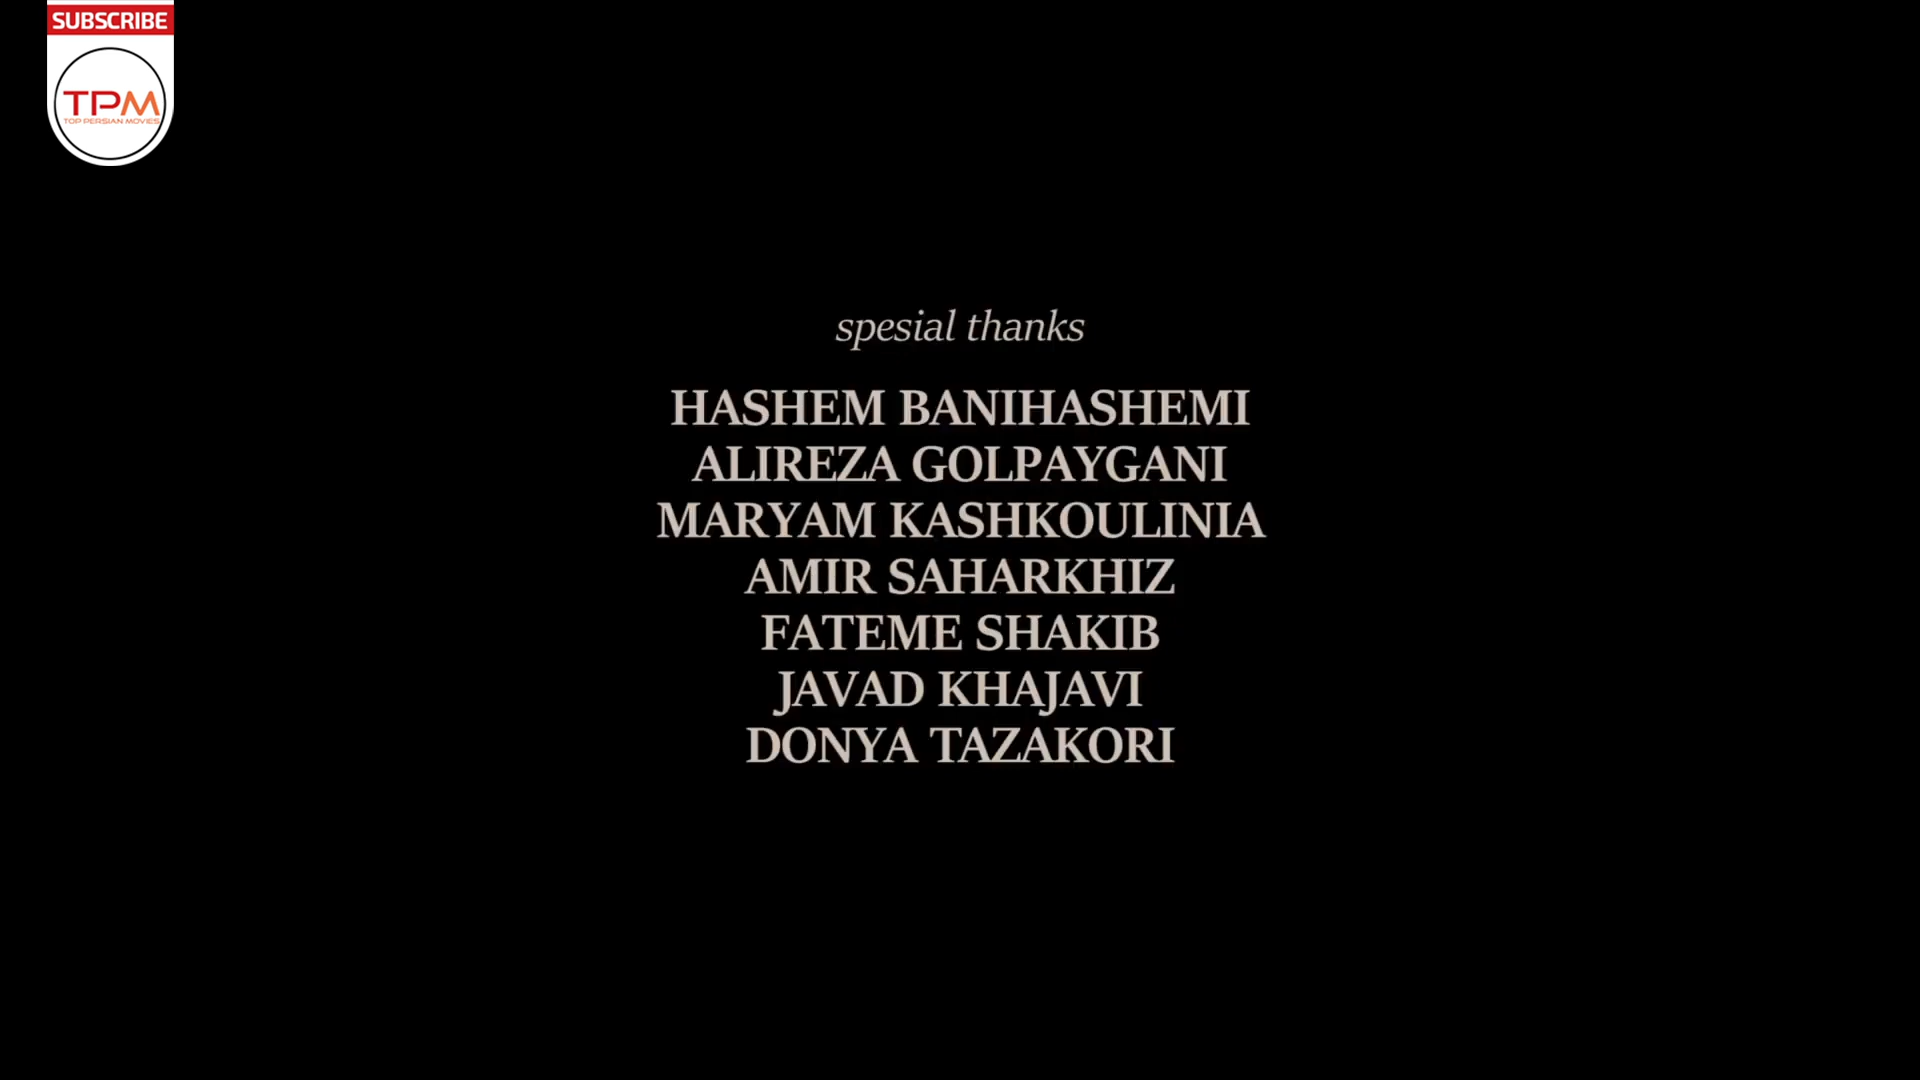 SUBSCRIBE
TPM
TOP PERSIAN MOVIES
spesial thanks
HASHEM BANIHASHEMI
ALIREZA GOLPAYGANI
MARYAM KASHKOULINIA
AMIR SAHARKHIZ
FATEME SHAKIB
JAVAD KHAJAVI
DONYA TAZAKORI